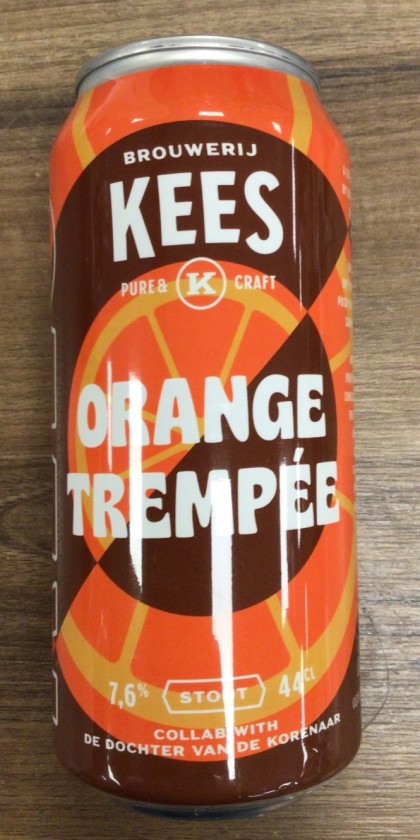 BROUWERIJ
KEES
PURE & K CRAFT
ORANGE
TREMPÉE
7,6% STOUT 44CL
COLLAB WITH
DE DOCHTER VAN DE KORENAAR